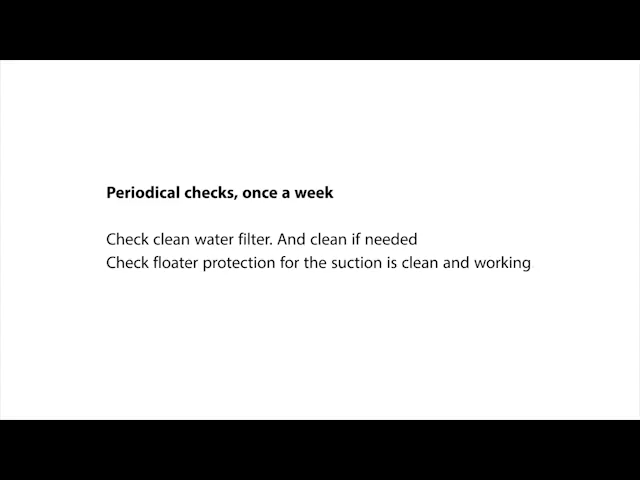 Periodical checks, once a week
Check clean water filter. And clean if needed
Check floater protection for the suction is clean and working